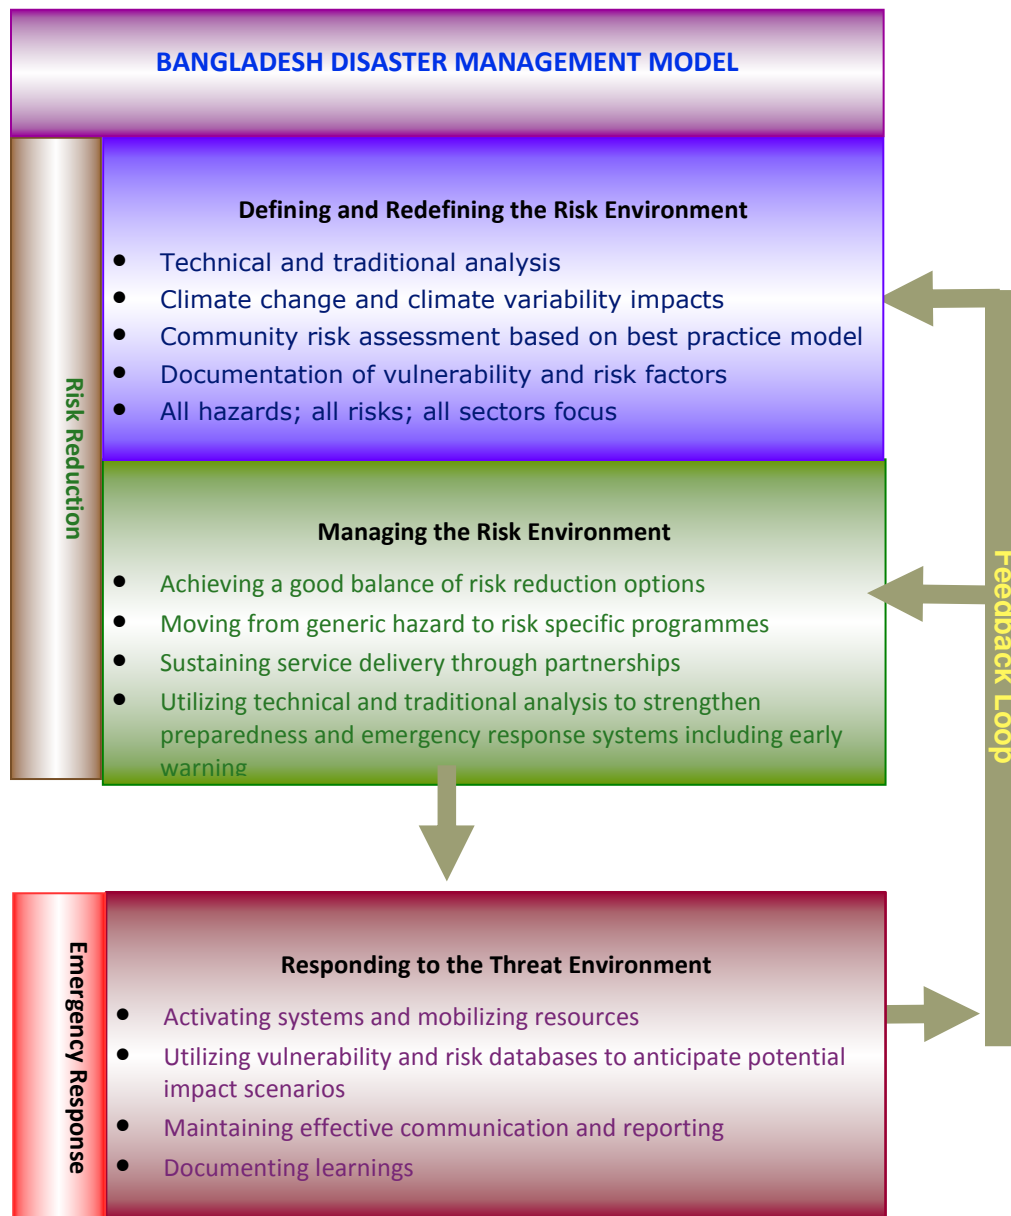 BANGLADESH DISASTER MANAGEMENT MODEL
Risk Reduction
Defining and Redefining the Risk Environment
• Technical and traditional analysis
• Climate change and climate variability impacts
• Community risk assessment based on best practice model
• Documentation of vulnerability and risk factors
• All hazards; all risks; all sectors focus
Managing the Risk Environment
• Achieving a good balance of risk reduction options
• Moving from generic hazard to risk specific programmes
• Sustaining service delivery through partnerships
• Utilizing technical and traditional analysis to strengthen
preparedness and emergency response systems including early
warning
Feedback Loop
Emergency Response
Responding to the Threat Environment
• Activating systems and mobilizing resources
• Utilizing vulnerability and risk databases to anticipate potential
impact scenarios
• Maintaining effective communication and reporting
• Documenting learnings